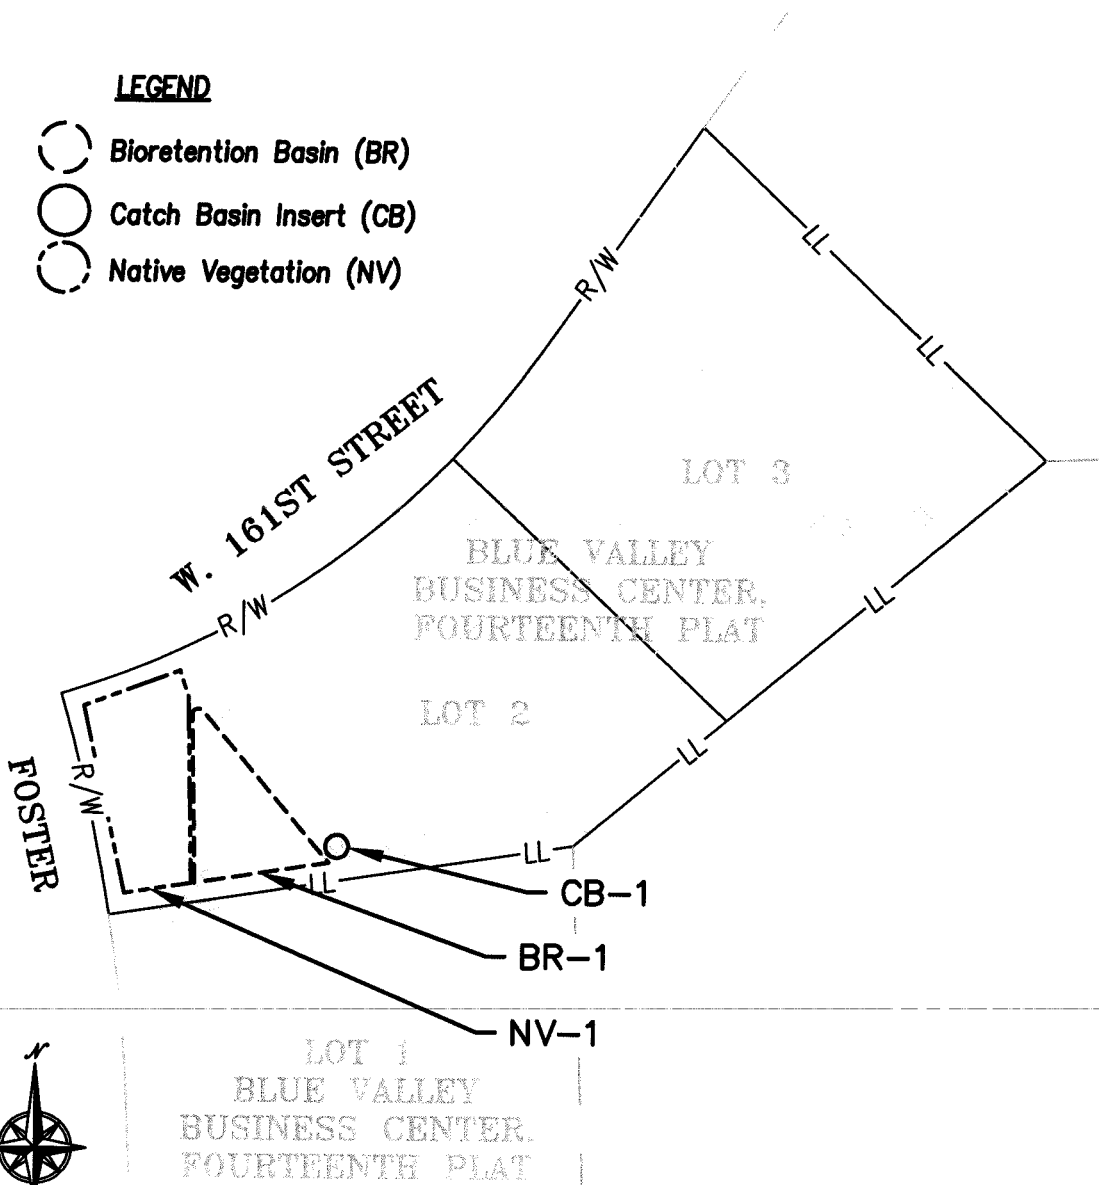 LEGEND
Bioretention Basin (BR)
Catch Basin Insert (CB)
Native Vegetation (NV)
R/W
LL
LL
W. 161ST STREET
LOT 3
BLUE VALLEY
BUSINESS CENTER,
FOURTEENTH PLAT
LL
R/W
LOT 2
LL
FOSTER
R/W
LL
LL
CB-1
BR-1
NV-1
N
LOT 1
BLUE VALLEY
BUSINESS CENTER,
FOURTEENTH PLAT